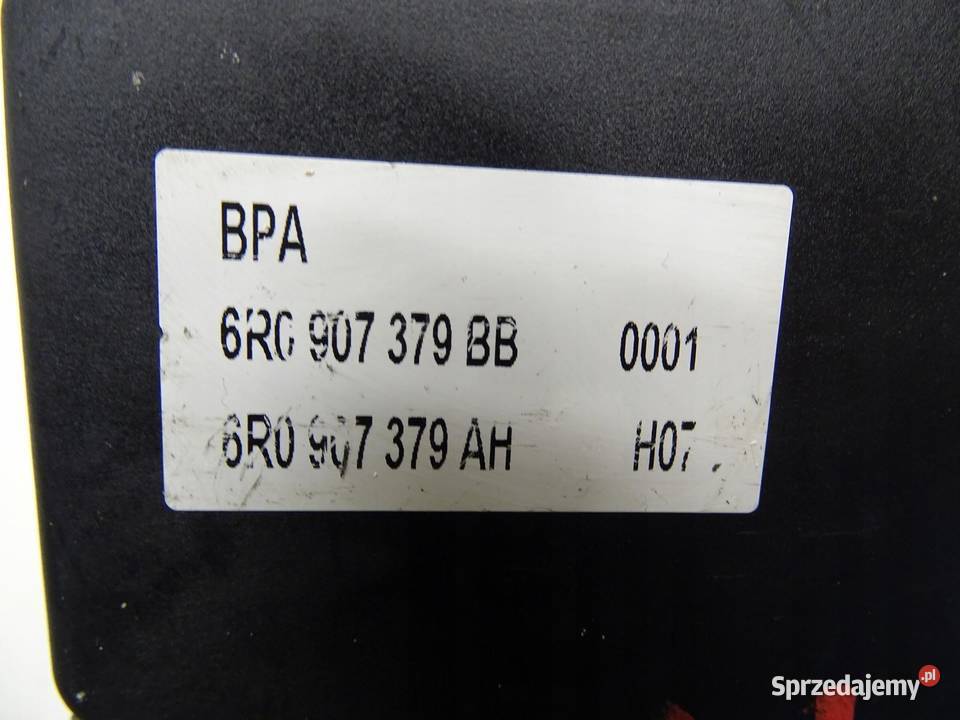 BPA
6R0 907 379 BB 0001
6R0 907 379 AH H07
Sprzedajemy.pl